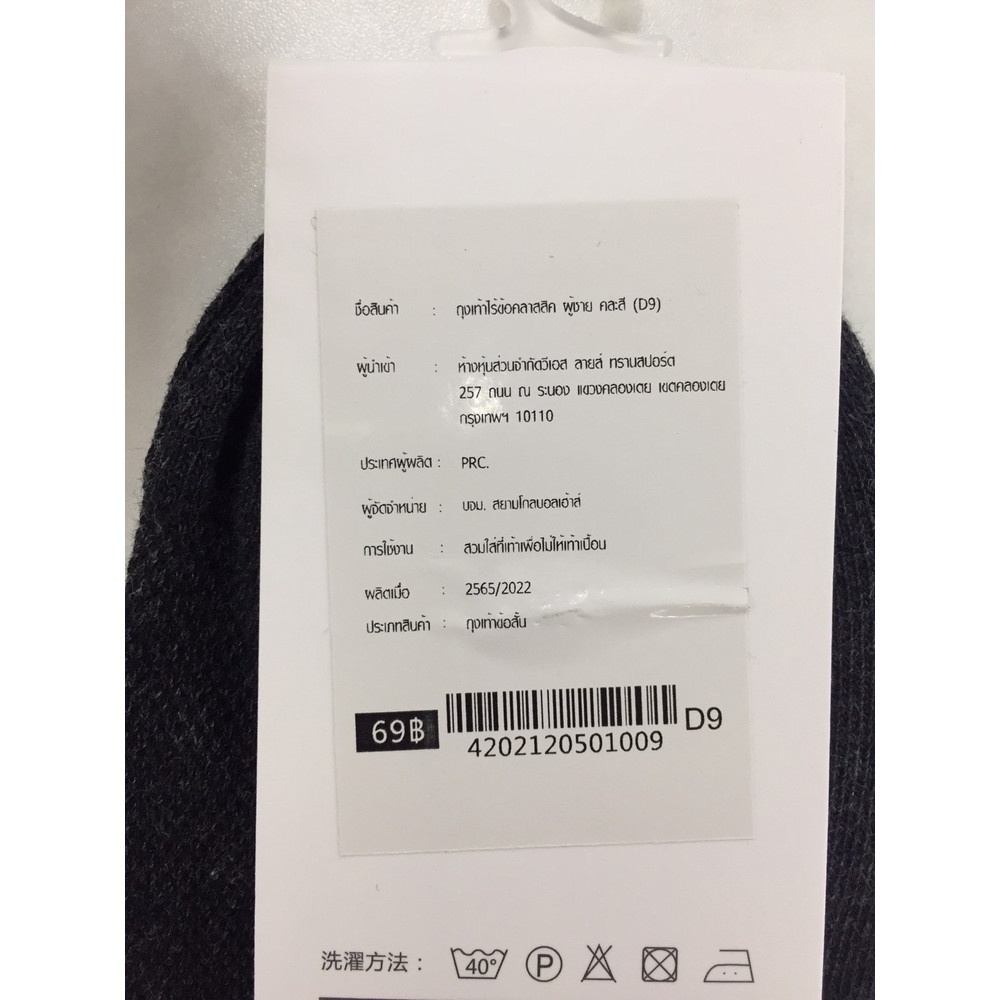 ชื่อสินค้า : ถุงเท้าไร้ข้อคลาสสิค ผู้ชาย คละสี (D9)
ผู้นำเข้า : ห้างหุ้นส่วนจำกัดวีเอส ลายส์ ทรานสปอร์ต
257 ถนน ณ ระนอง แขวงคลองเตย เขตคลองเตย
กรุงเทพฯ 10110
ประเทศผู้ผลิต : PRC.
ผู้จัดจำหน่าย : บจม. สยามโกลบอลเฮ้าส์
การใช้งาน : สวมใส่ที่เท้าเพื่อไม่ให้เท้าเปื้อน
ผลิตเมื่อ : 2565/2022
ประเภทสินค้า : ถุงเท้าข้อสั้น
69฿
4202120501009
D9
洗濯方法：
40°
P